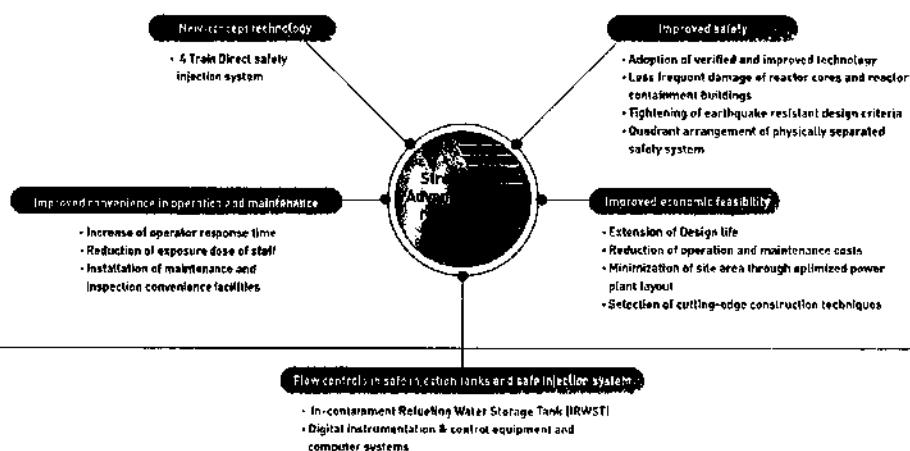 New-concept technology
• 4 Train Direct safety
injection system
Improved safety
• Adoption of verified and improved technology
• Less frequent damage of reactor cores and reactor
containment buildings
• Tightening of earthquake resistant design criteria
• Quadrant arrangement of physically separated
safety system
Improved convenience in operation and maintenance
• Increase of operator response time
• Reduction of exposure dose of staff
• Installation of maintenance and
inspection convenience facilities
Improved economic feasibility
• Extension of Design life
• Reduction of operation and maintenance costs
• Minimization of site area through optimized power
plant layout
• Selection of cutting-edge construction techniques
Flow controls in safe injection tanks and safe injection system
• In-containment Refueling Water Storage Tank (IRWST)
• Digital instrumentation & control equipment and
computer systems